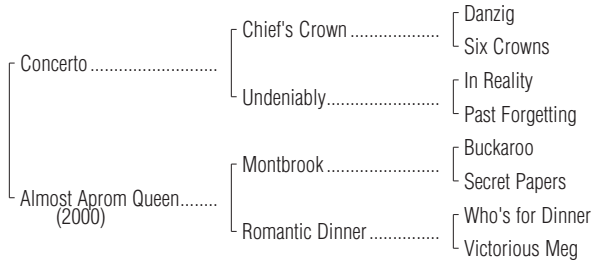 Danzig
Chief's Crown ..................
Six Crowns
Concerto .........................
In Reality
Undeniably.......................
Past Forgetting
Buckaroo
Montbrook .......................
Secret Papers
Almost Aprom Queen........
(2000)
Who's for Dinner
Romantic Dinner ..............
Victorious Meg